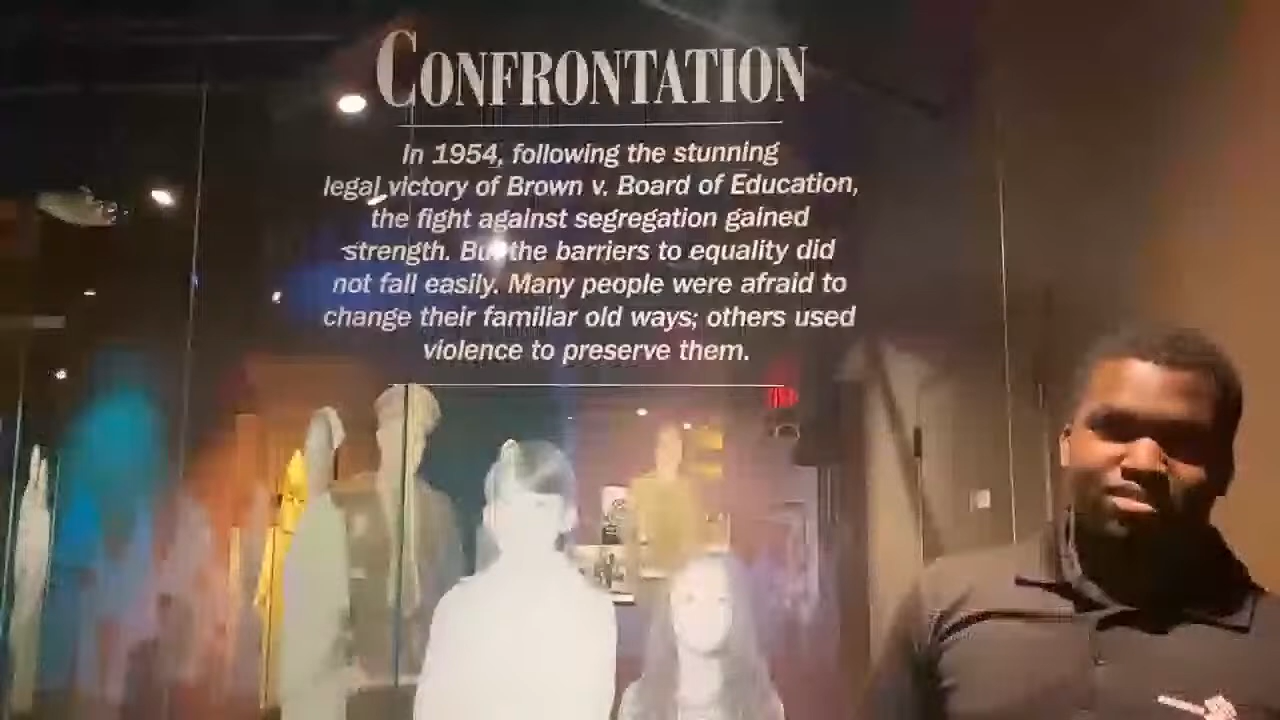 CONFRONTATION
In 1954, following the stunning
legal victory of Brown v. Board of Education,
the fight against segregation gained
strength. But the barriers to equality did
not fall easily. Many people were afraid to
change their familiar old ways; others used
violence to preserve them.